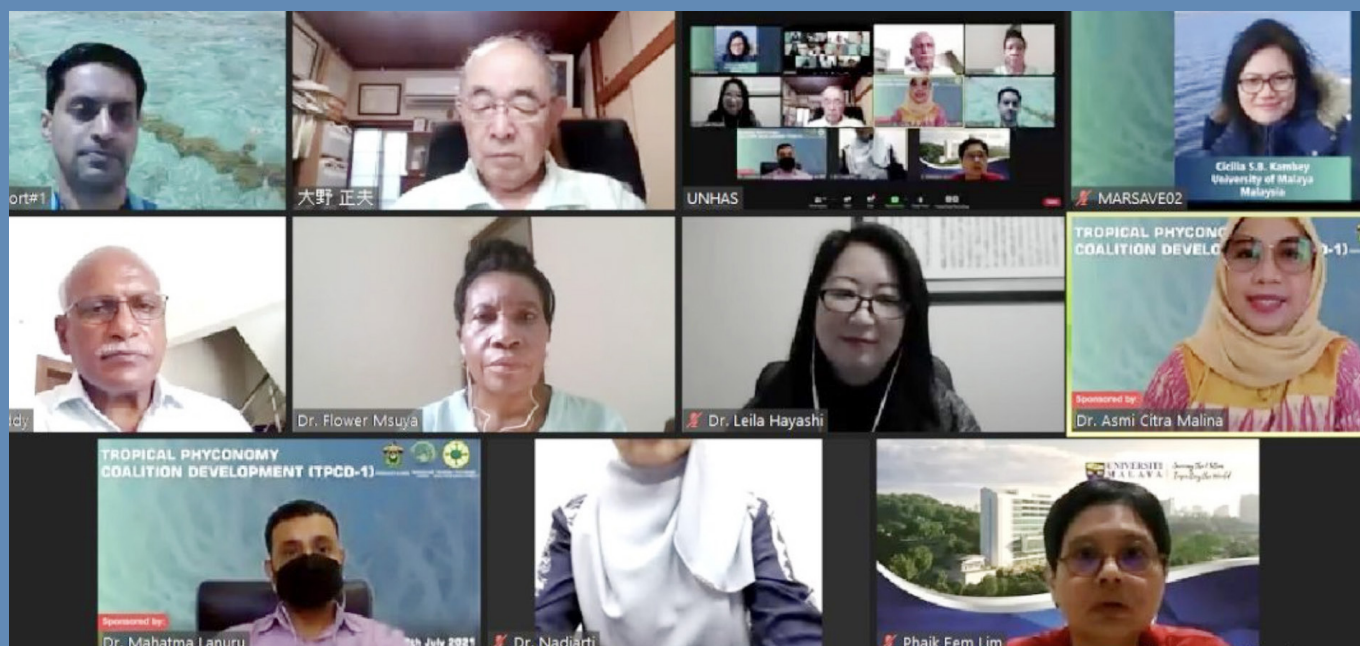 ort#1
大野 正夫
UNHAS
Cicilia S.B. Kambey
University of Malaya
Malaysia
MARSAVE02
ddy
Dr. Flower Msuya
Dr. Leila Hayashi
TROPICAL PHYCONO
COALITION DEVELO D-1)
Sponsored by:
Dr. Asmi Citra Malina
TROPICAL PHYCONOMY
COALITION DEVELOPMENT (TPCD-1)
Sponsored by:
Dr. Mahatma Lanuru
th July 2021
Dr. Nadiarti
UNIVERSITI
MALAYA
Phaik Eem Lim